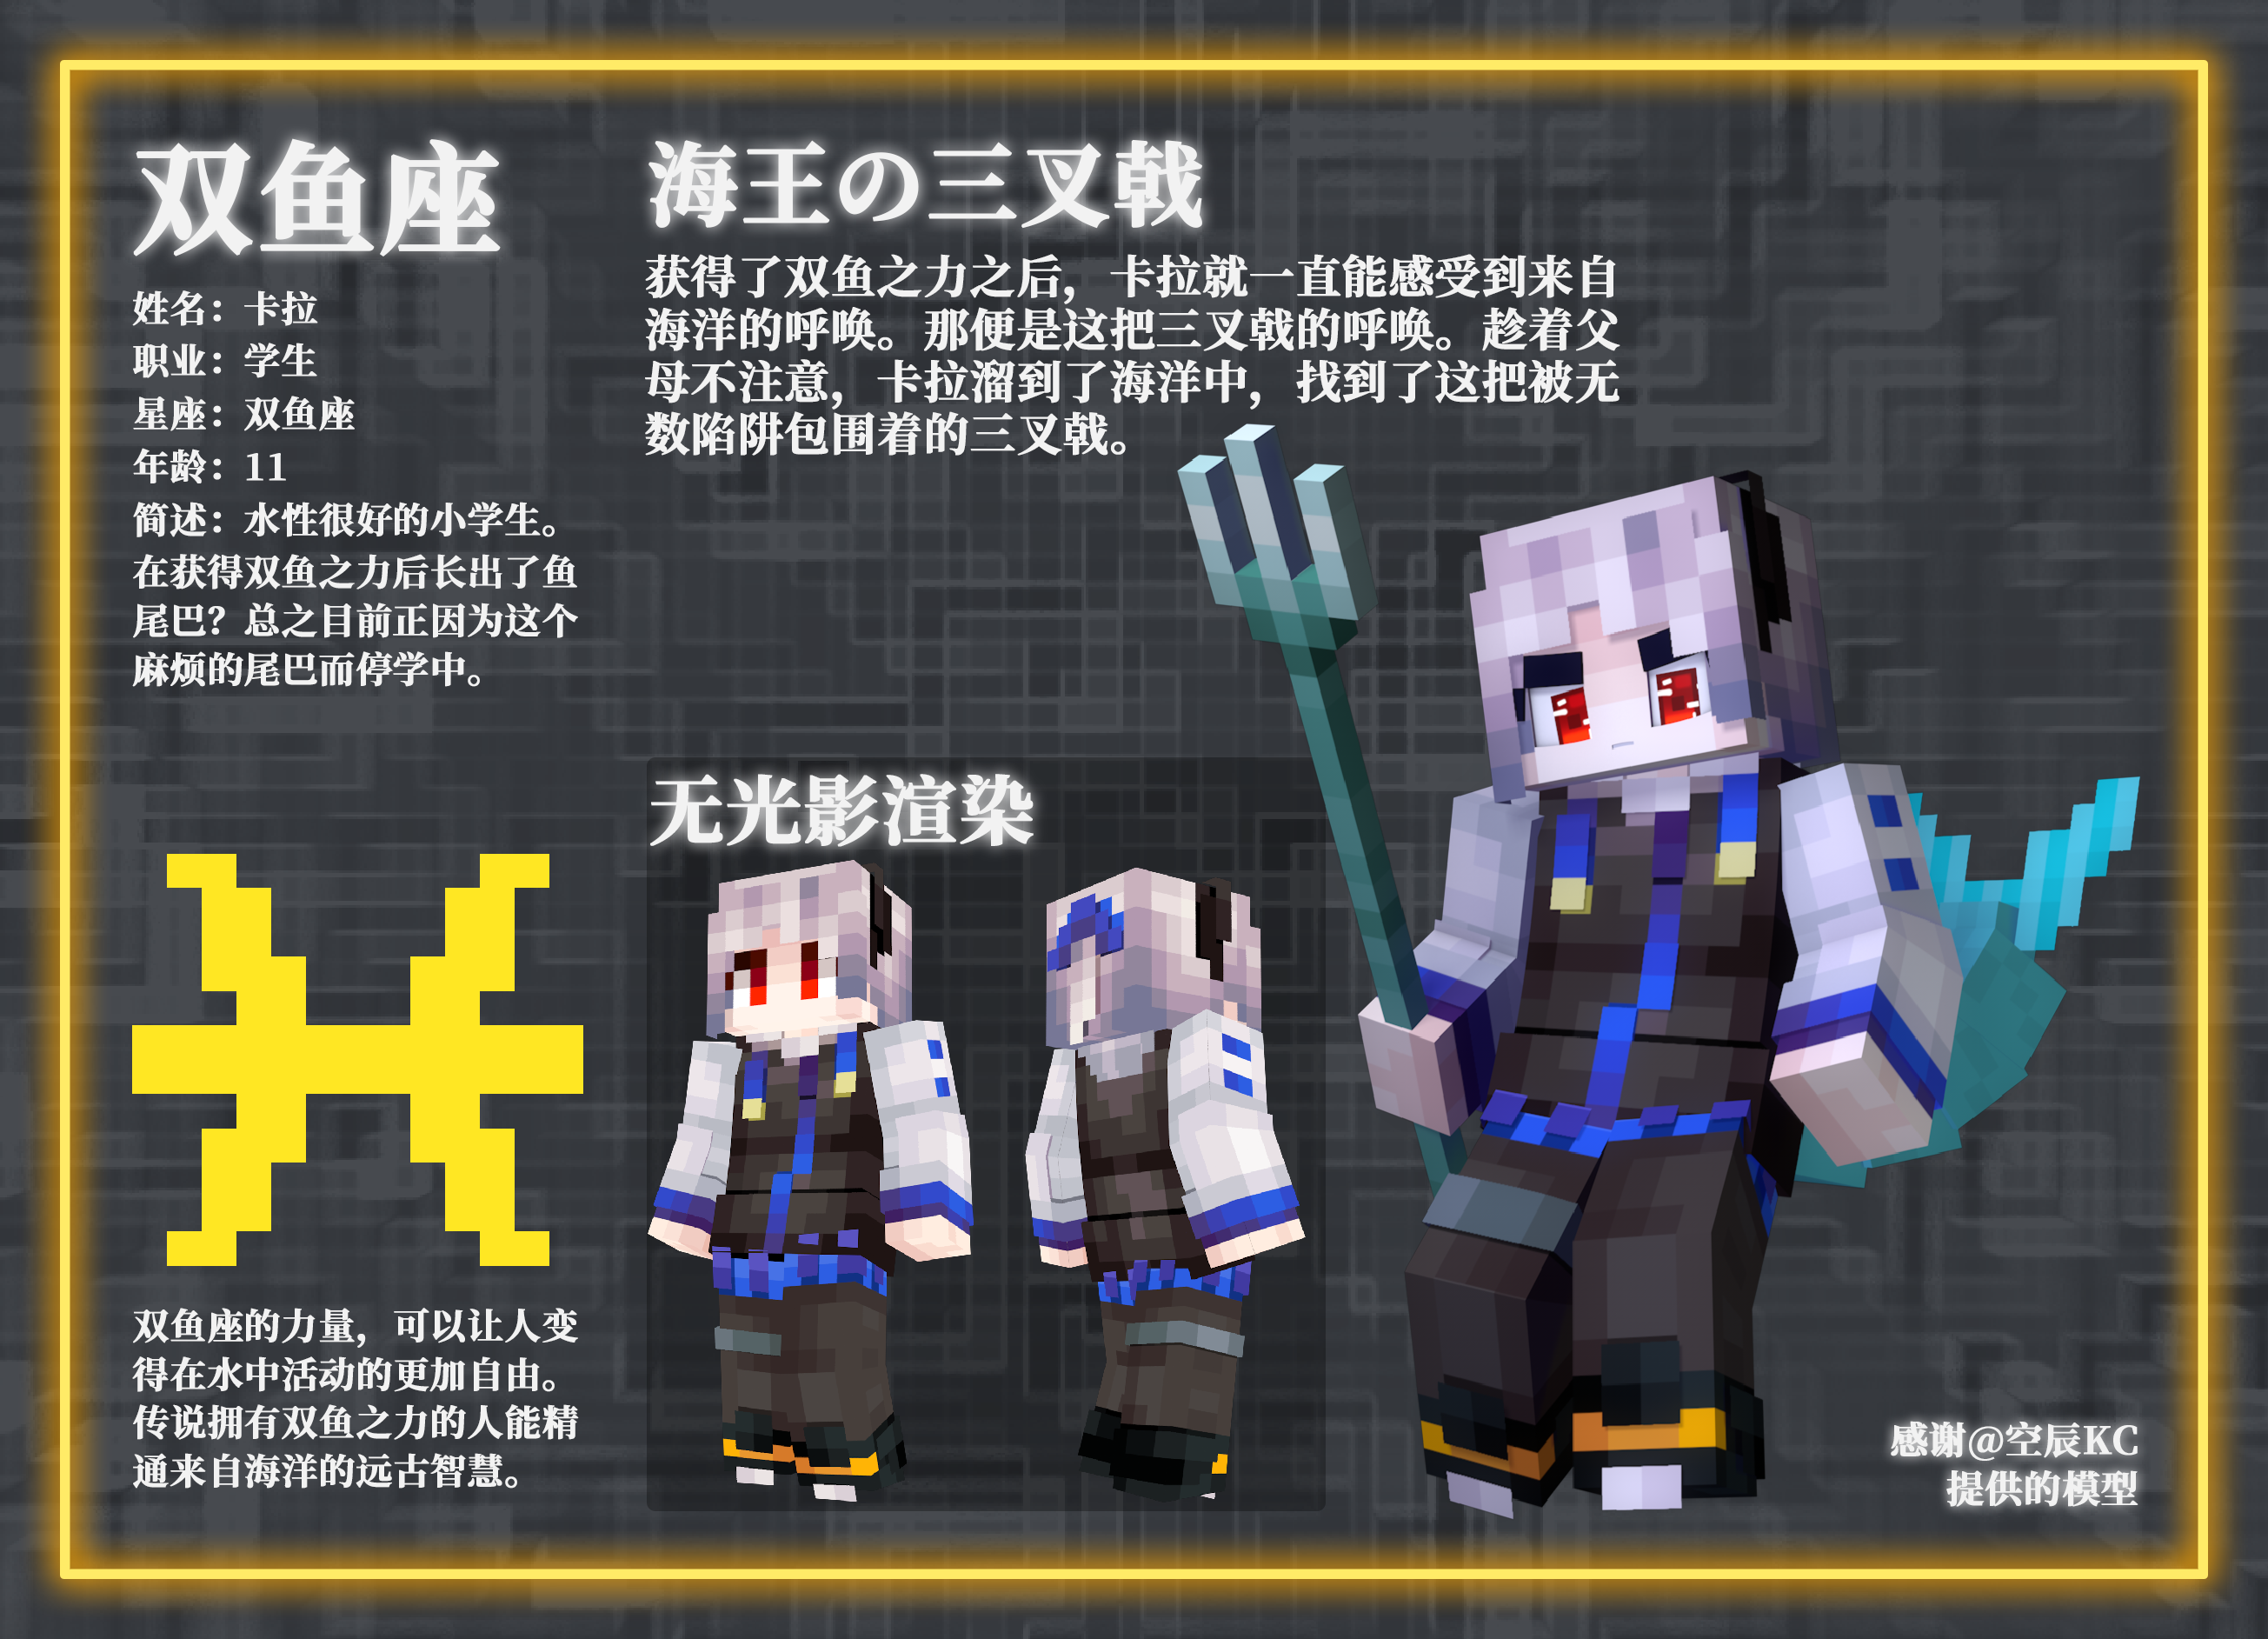 双鱼座
姓名：卡拉
职业：学生
星座：双鱼座
年龄：11
简述：水性很好的小学生。
在获得双鱼之力后长出了鱼
尾巴？总之目前正因为这个
麻烦的尾巴而停学中。
海王の三叉戟
获得了双鱼之力之后，卡拉就一直能感受到来自
海洋的呼唤。那便是这把三叉戟的呼唤。趁着父
母不注意，卡拉溜到了海洋中，找到了这把被无
数陷阱包围着的三叉戟。
无光影渲染
双鱼座的力量，可以让人变
得在水中活动的更加自由。
传说拥有双鱼之力的人能精
通来自海洋的远古智慧。
感谢@空辰KC
提供的模型